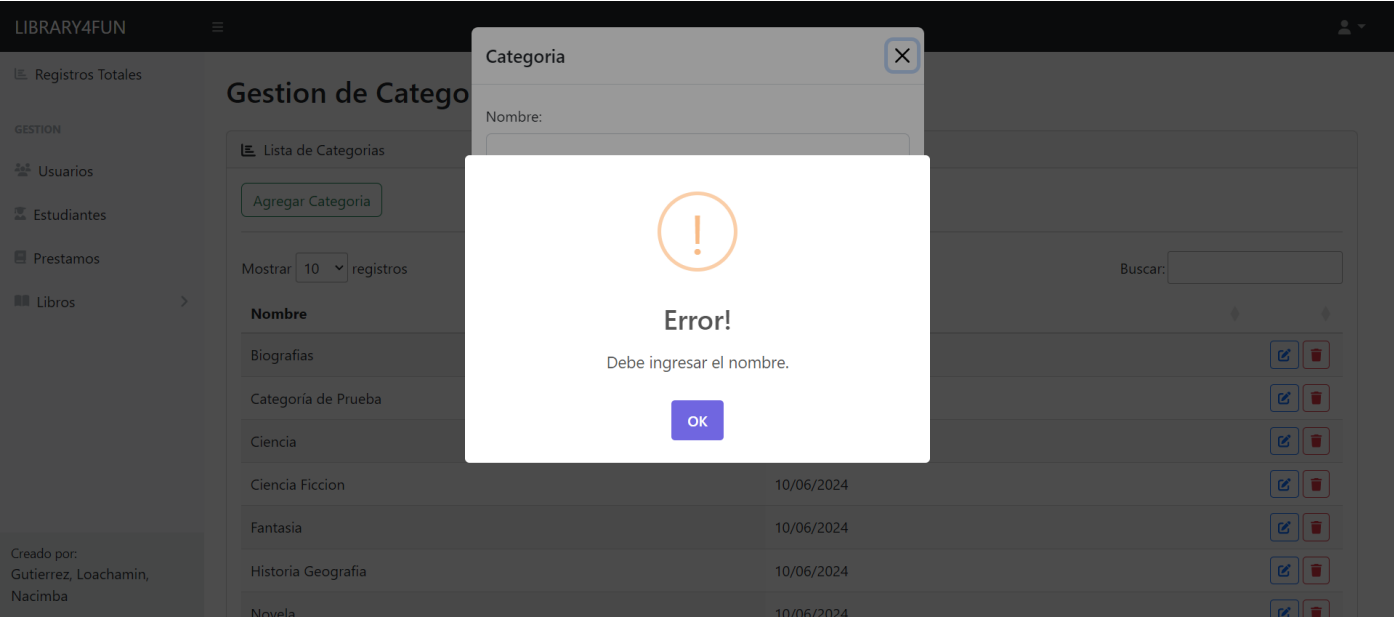 LIBRARY4FUN
Registros Totales
GESTION
Usuarios
Estudiantes
Prestamos
Libros
Creado por:
Gutierrez, Loachamin,
Nacimba
Gestion de Catego
Lista de Categorias
Agregar Categoria
Mostrar 10 registros
Buscar:
Nombre
Biografias
Categoría de Prueba
Ciencia
Ciencia Ficcion 10/06/2024
Fantasia 10/06/2024
Historia Geografia 10/06/2024
Novela 10/06/2024
Categoria
Nombre:
!
Error!
Debe ingresar el nombre.
OK